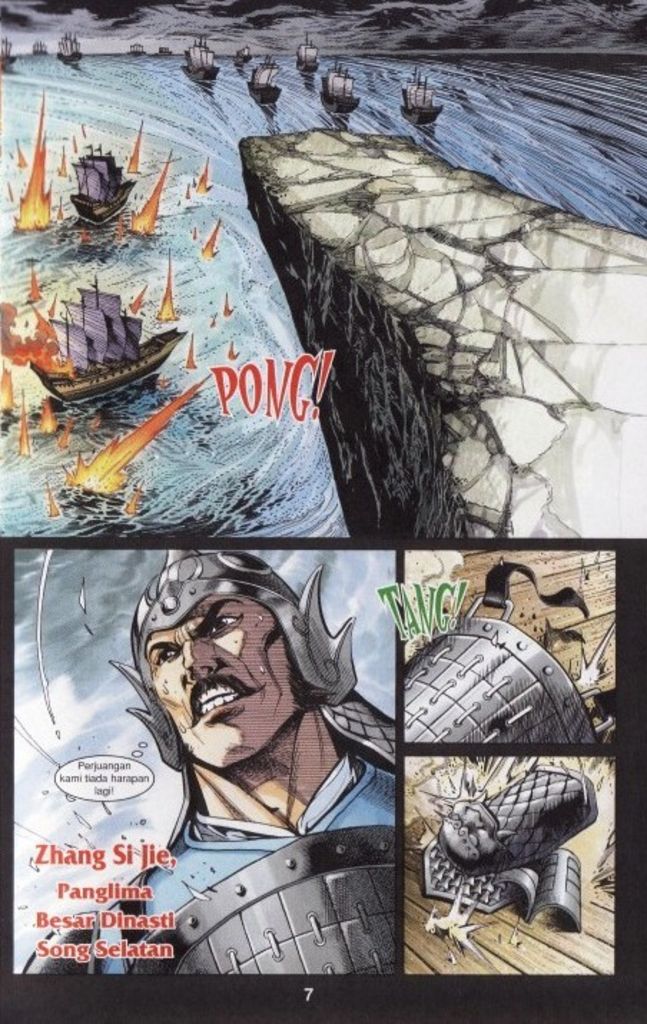 PONG!
TANG!
Perjuangan
kami tiada harapan
lagi!
Zhang Si Jie,
Panglima
Besar Dinasti
Song Selatan
7